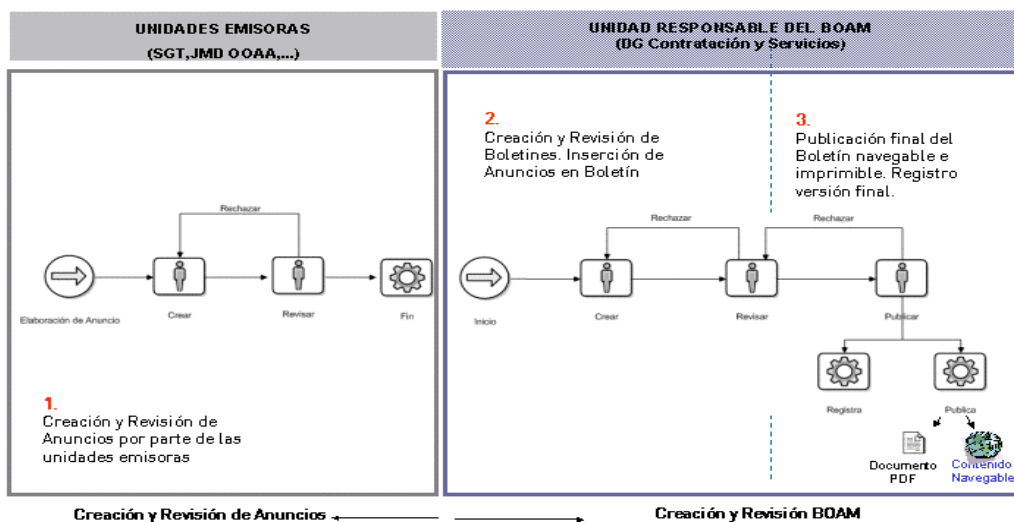 UNIDADES EMISORAS
(SGT,JMD OOAA,...)
UNIDAD RESPONSABLE DEL BOAM
(DG Contratación y Servicios)
Rechazar
Elaboración de Anuncio
Crear
Revisar
Fin
1.
Creación y Revisión de
Anuncios por parte de las
unidades emisoras
2.
Creación y Revisión de
Boletines. Inserción de
Anuncios en Boletín
3.
Publicación final del
Boletín navegable e
imprimible. Registro
versión final.
Rechazar
Rechazar
Inicio
Crear
Revisar
Publicar
Registra
Publica
Documento
PDF
Contenido
Navegable
Creación y Revisión de Anuncios
Creación y Revisión BOAM